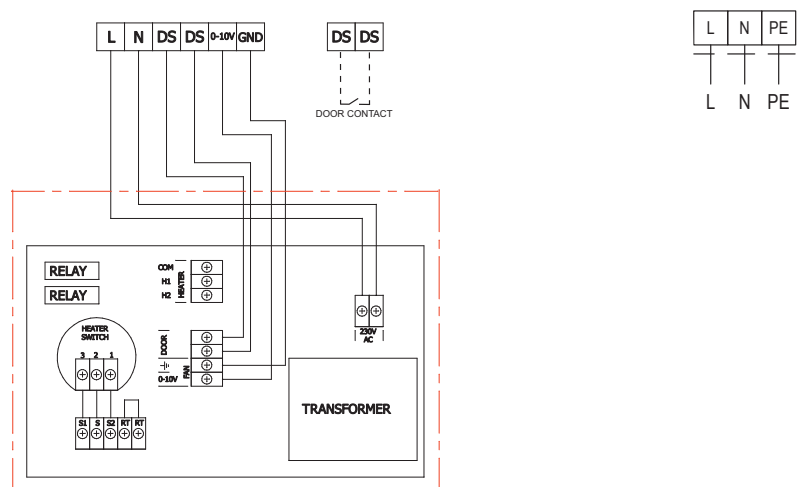 L N DS DS 0-10V GND
DS DS
DOOR CONTACT
L N PE
L N PE
RELAY
RELAY
COM
H1
H2
HEATER
HEATER
SWITCH
3 2 1
S1 S S2 RT RT
DOOR
FAN
0-10V
230V
AC
TRANSFORMER